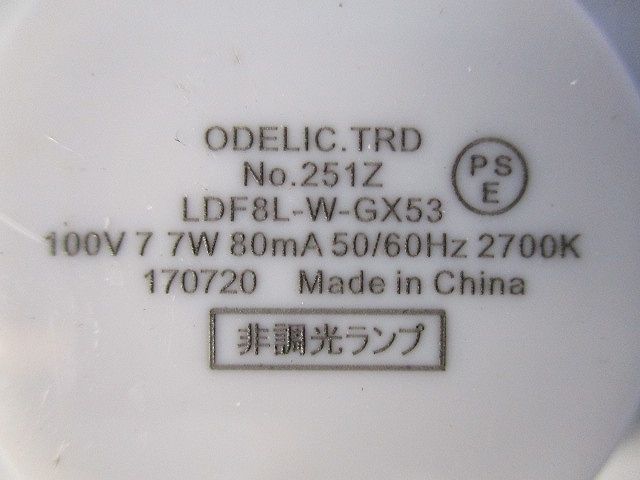 ODELIC.TRD
No.251Z
PS
E
LDF8L-W-GX53
100V 7 7W 80mA 50/60Hz 2700K
170720 Made in China
非調光ランプ